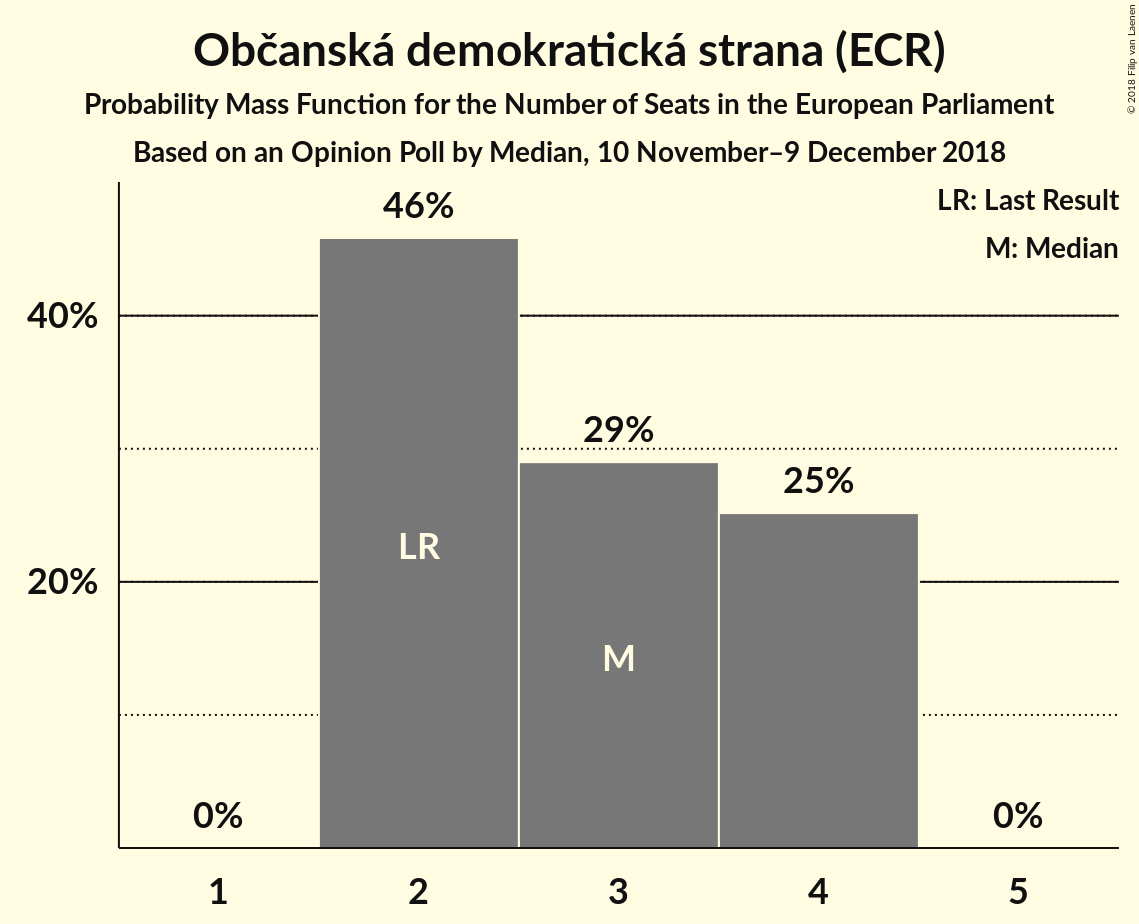 Občanská demokratická strana (ECR)
Probability Mass Function for the Number of Seats in the European Parliament
Based on an Opinion Poll by Median, 10 November–9 December 2018
© 2018 Filip van Laenen
LR: Last Result
M: Median
46%
40%
29%
25%
LR
20%
M
0%
0%
1
2
3
4
5